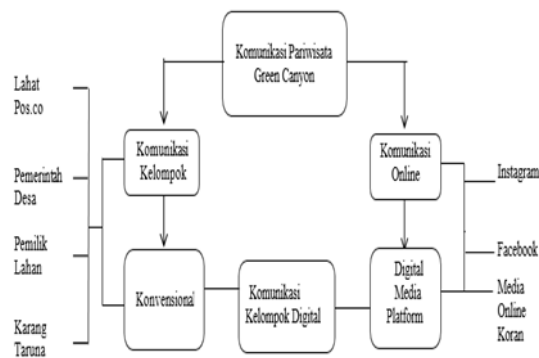 Komunikasi Pariwisata
Green Canyon
Lahat
Pos.co
Pemerintah
Desa
Pemilik
Lahan
Karang
Taruna
Komunikasi
Kelompok
Konvensional
Komunikasi
Kelompok Digital
Komunikasi
Online
Digital
Media
Platform
Instagram
Facebook
Media
Online
Koran